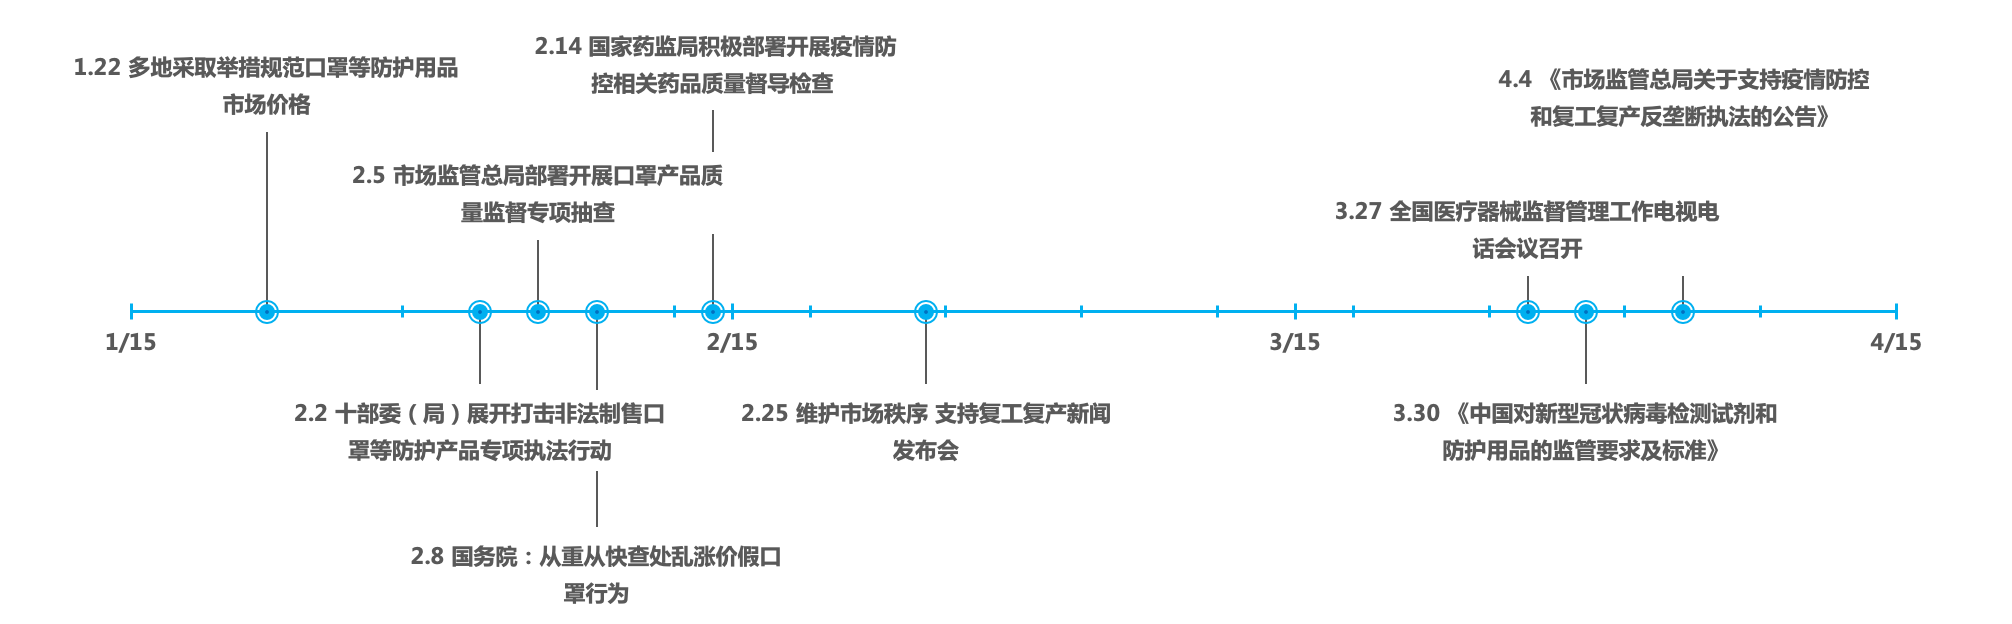 1.22 多地采取举措规范口罩等防护用品
市场价格
2.14 国家药监局积极部署开展疫情防
控相关药品质量督导检查
4.4 《市场监管总局关于支持疫情防控
和复工复产反垄断执法的公告》
2.5 市场监管总局部署开展口罩产品质
量监督专项抽查
3.27 全国医疗器械监督管理工作电视电
话会议召开
1/15
2/15
3/15
4/15
2.2 十部委（局）展开打击非法制售口
罩等防护产品专项执法行动
2.25 维护市场秩序 支持复工复产新闻
发布会
3.30 《中国对新型冠状病毒检测试剂和
防护用品的监管要求及标准》
2.8 国务院：从重从快查处乱涨价假口
罩行为